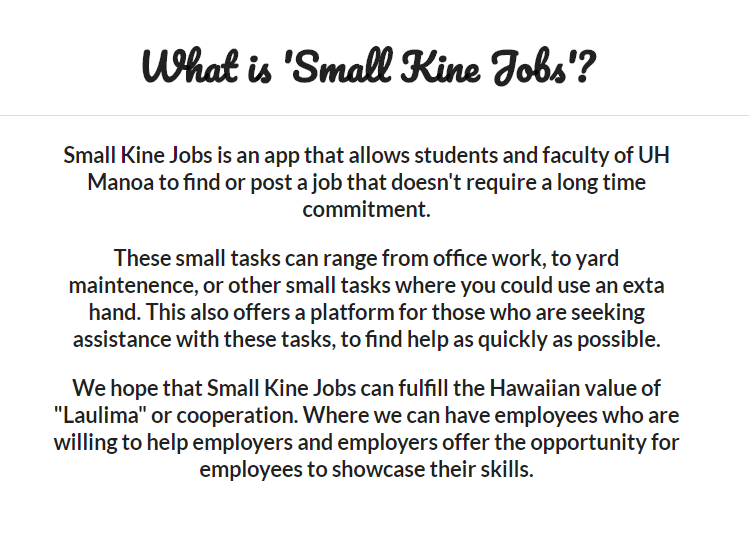 What is 'Small Kine Jobs'?
Small Kine Jobs is an app that allows students and faculty of UH
Manoa to find or post a job that doesn't require a long time
commitment.
These small tasks can range from office work, to yard
maintenence, or other small tasks where you could use an exta
hand. This also offers a platform for those who are seeking
assistance with these tasks, to find help as quickly as possible.
We hope that Small Kine Jobs can fulfill the Hawaiian value of
"Laulima" or cooperation. Where we can have employees who are
willing to help employers and employers offer the opportunity for
employees to showcase their skills.